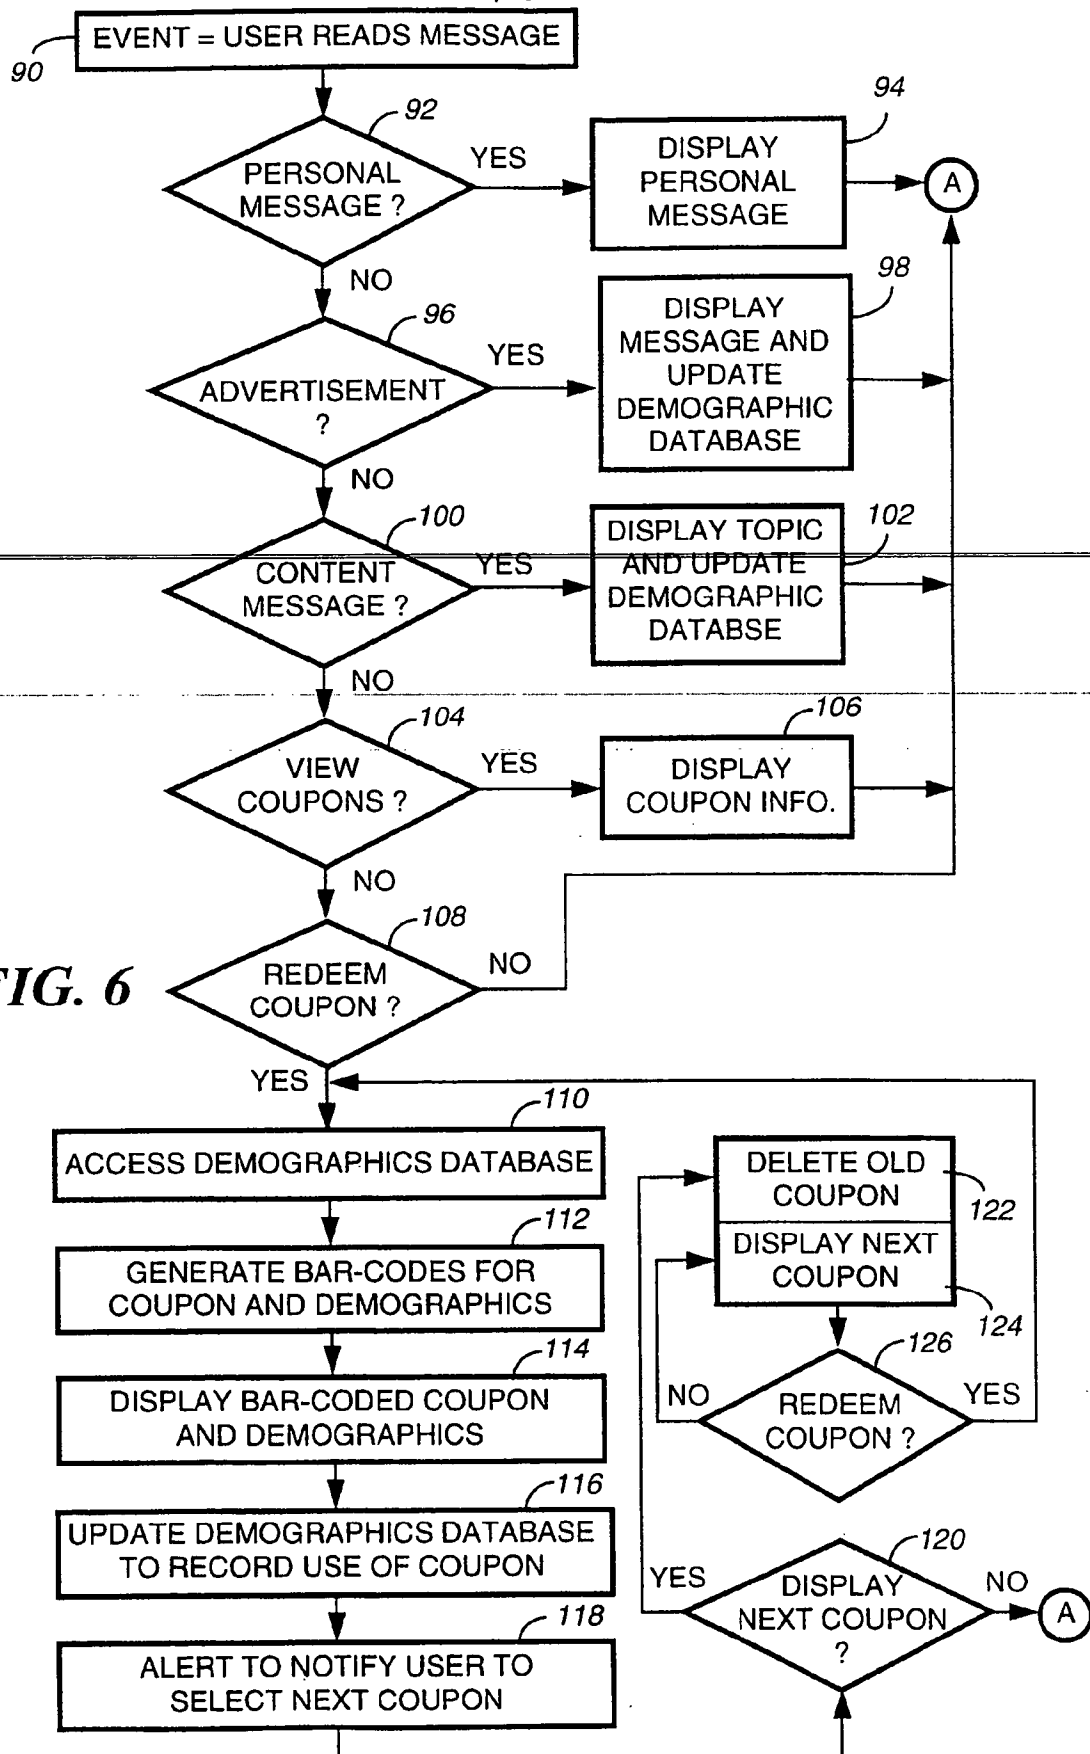 EVENT = USER READS MESSAGE
90
92
PERSONAL
MESSAGE ?
YES
NO
94
DISPLAY
PERSONAL
MESSAGE
A
96
ADVERTISEMENT
?
YES
NO
98
DISPLAY
MESSAGE AND
UPDATE
DEMOGRAPHIC
DATABASE
100
CONTENT
MESSAGE ?
YES
NO
102
DISPLAY TOPIC
AND UPDATE
DEMOGRAPHIC
DATABSE
104
VIEW
COUPONS ?
YES
NO
106
DISPLAY
COUPON INFO.
108
REDEEM
COUPON ?
NO
YES
FIG. 6
110
ACCESS DEMOGRAPHICS DATABASE
112
GENERATE BAR-CODES FOR
COUPON AND DEMOGRAPHICS
114
DISPLAY BAR-CODED COUPON
AND DEMOGRAPHICS
116
UPDATE DEMOGRAPHICS DATABASE
TO RECORD USE OF COUPON
118
ALERT TO NOTIFY USER TO
SELECT NEXT COUPON
DELETE OLD
COUPON
122
DISPLAY NEXT
COUPON
124
126
REDEEM
COUPON ?
NO
YES
120
DISPLAY
NEXT COUPON
?
YES
NO
A